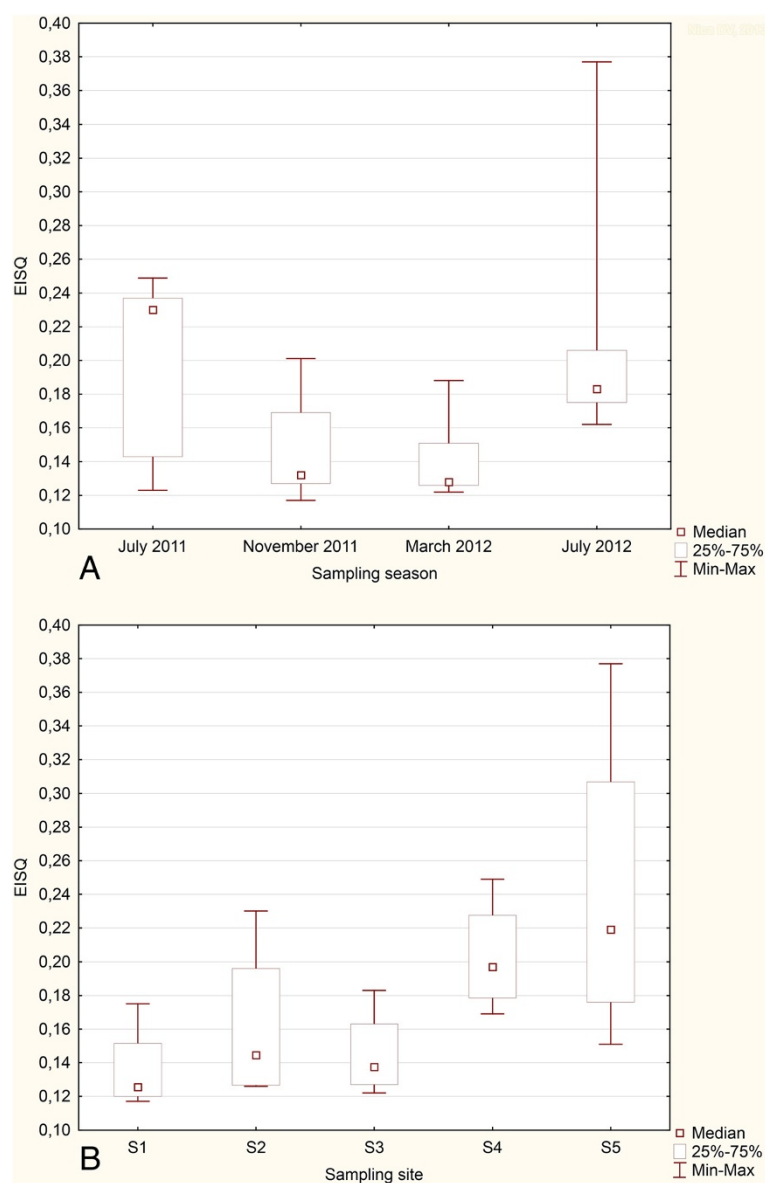 0,40
0,38
0,36
0,34
0,32
0,30
0,28
0,26
0,24
0,22
0,20
0,18
0,16
0,14
0,12
0,10
EISQ
July 2011 November 2011 March 2012 July 2012
A
Sampling season
Median
25%-75%
Min-Max
0,40
0,38
0,36
0,34
0,32
0,30
0,28
0,26
0,24
0,22
0,20
0,18
0,16
0,14
0,12
0,10
EISQ
S1 S2 S3 S4 S5
B
Sampling site
Median
25%-75%
Min-Max